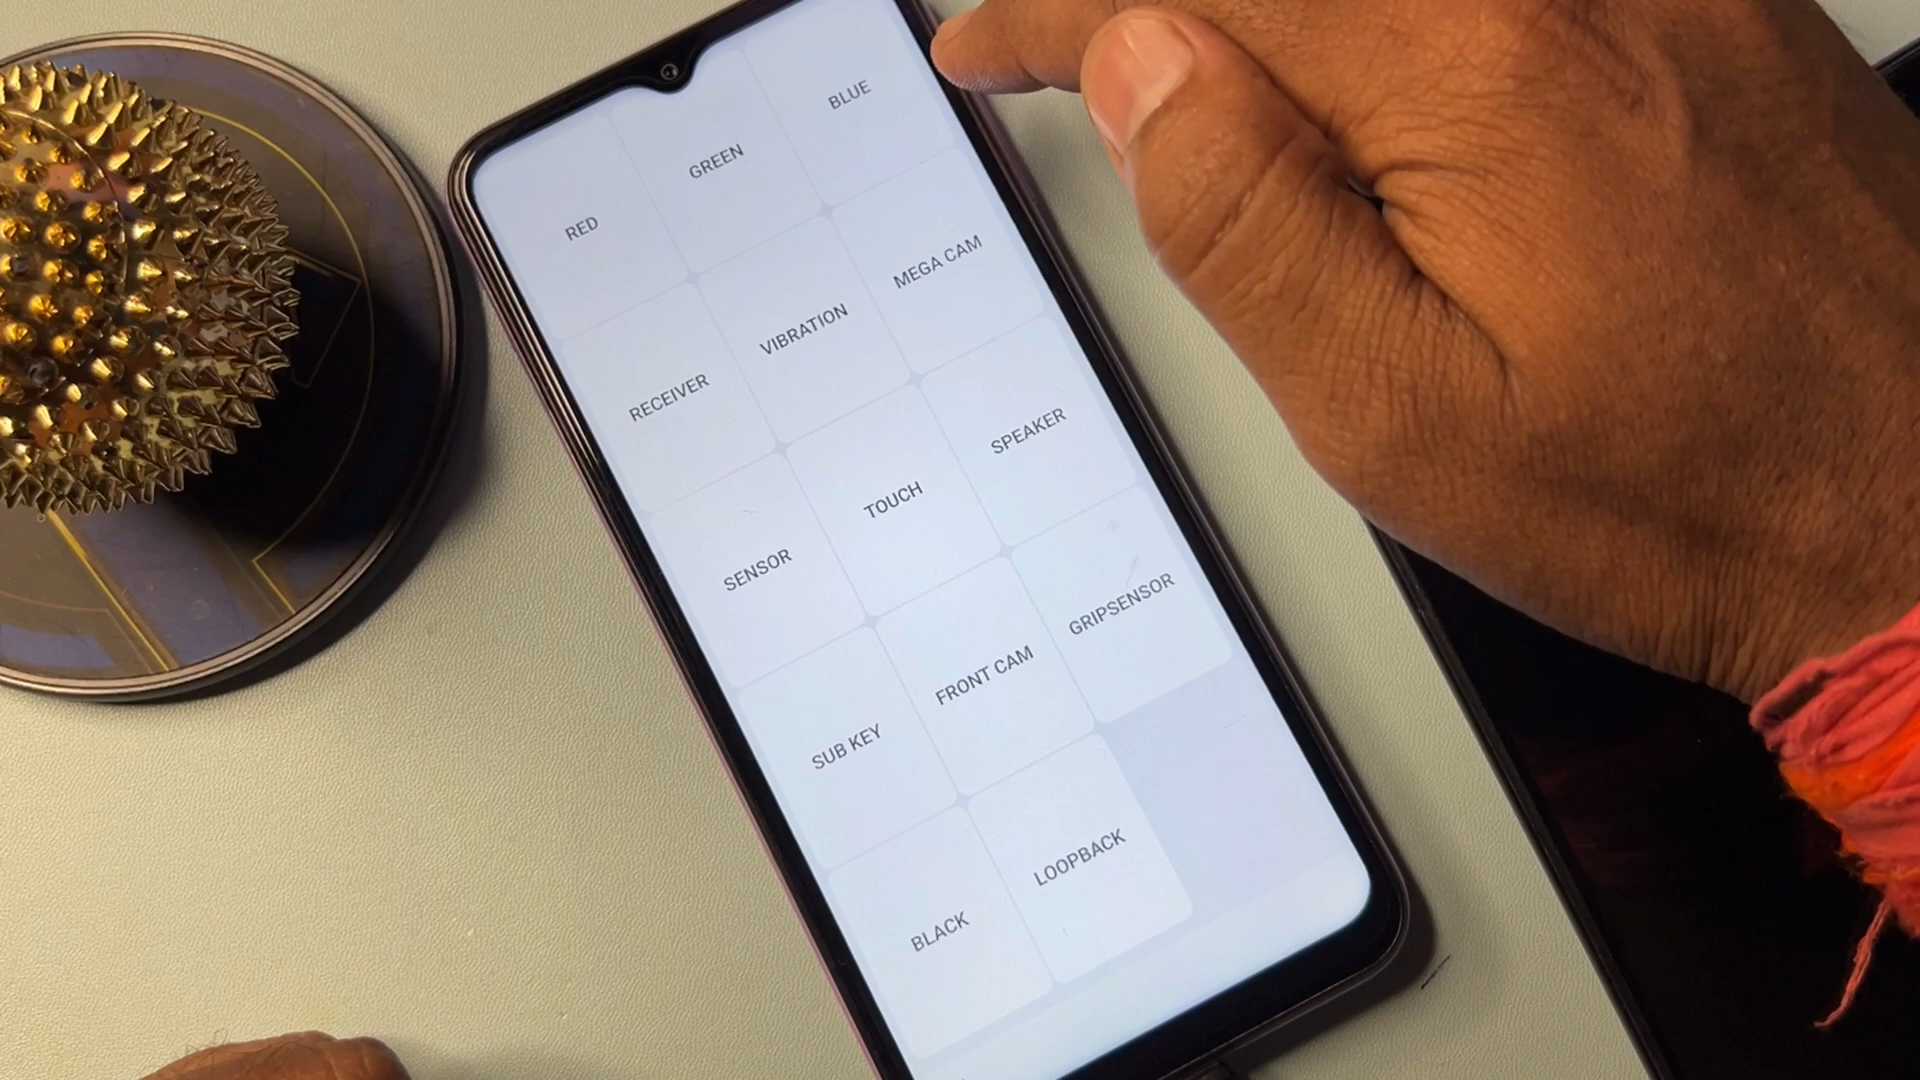 RED
GREEN
BLUE
RECEIVER
VIBRATION
MEGA CAM
SENSOR
TOUCH
SPEAKER
SUB KEY
FRONT CAM
GRIPSENSOR
BLACK
LOOPBACK